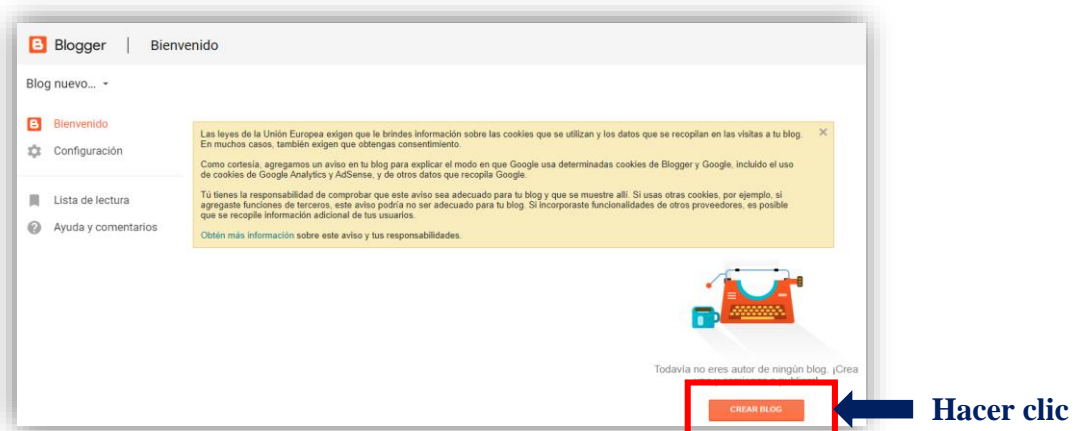 Blogger | Bienvenido
Blog nuevo...
Bienvenido
Configuración
Lista de lectura
Ayuda y comentarios
Las leyes de la Unión Europea exigen que le brindes información sobre las cookies que se utilizan y los datos que se recopilan en las visitas a tu blog.
En muchos casos, también exigen que obtengas consentimiento.
Como cortesía, agregamos un aviso en tu blog para explicar el modo en que Google usa determinadas cookies de Blogger y Google, incluido el uso
de cookies de Google Analytics y AdSense, y de otros datos que recopila Google.
Tú tienes la responsabilidad de comprobar que este aviso sea adecuado para tu blog y que se muestre allí. Si usas otras cookies, por ejemplo, si
agregaste funciones de terceros, este aviso podría no ser adecuado para tu blog. Si incorporaste funcionalidades de otros proveedores, es posible
que se recopile información adicional de tus usuarios.
Obtén más información sobre este aviso y tus responsabilidades.
Todavía no eres autor de ningún blog. ¡Crea
CREAR BLOG
Hacer clic